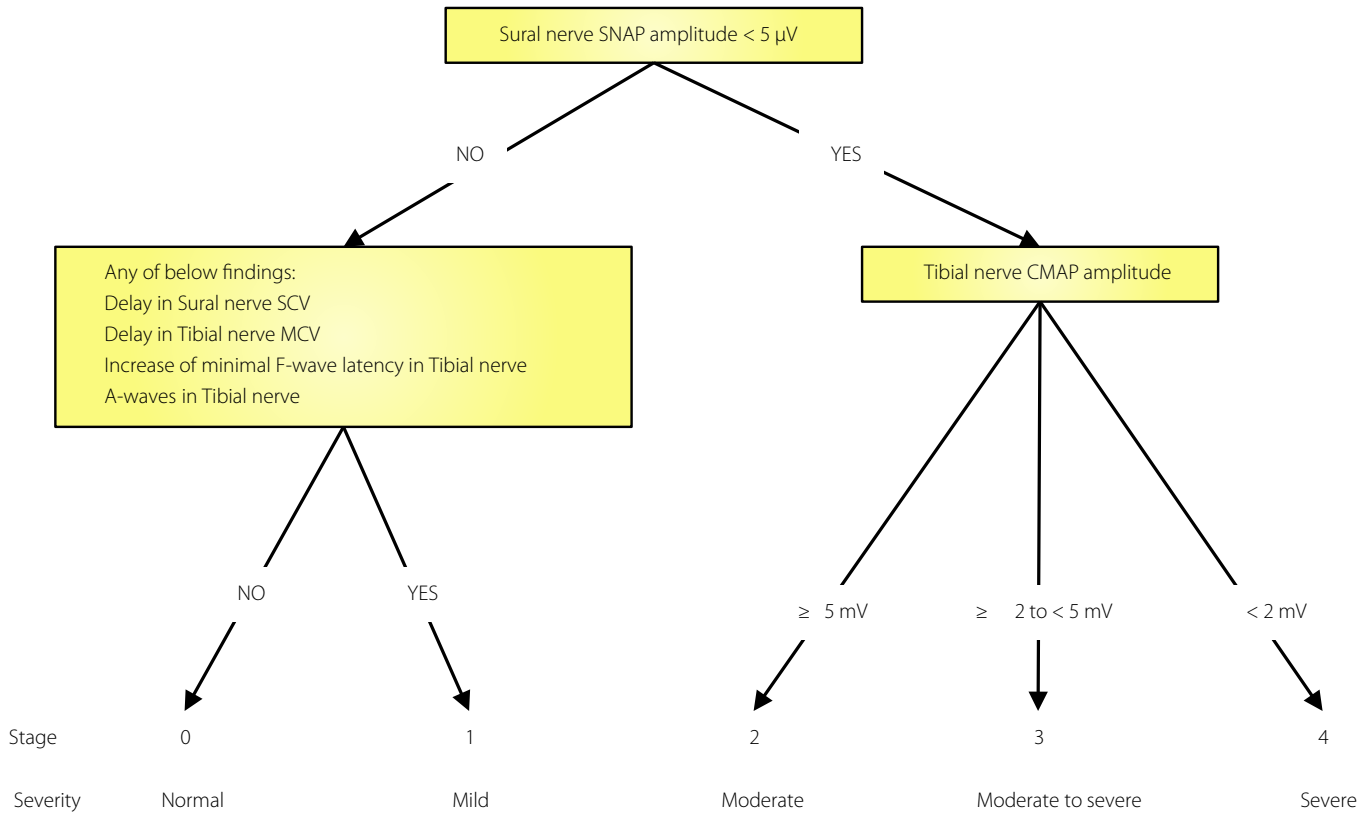 Sural nerve SNAP amplitude < 5 μV
NO
YES
Any of below findings:
Delay in Sural nerve SCV
Delay in Tibial nerve MCV
Increase of minimal F-wave latency in Tibial nerve
A-waves in Tibial nerve
Tibial nerve CMAP amplitude
NO
YES
≥ 5 mV
≥ 2 to < 5 mV
< 2 mV
Stage 0 1 2 3 4
Severity Normal Mild Moderate Moderate to severe Severe